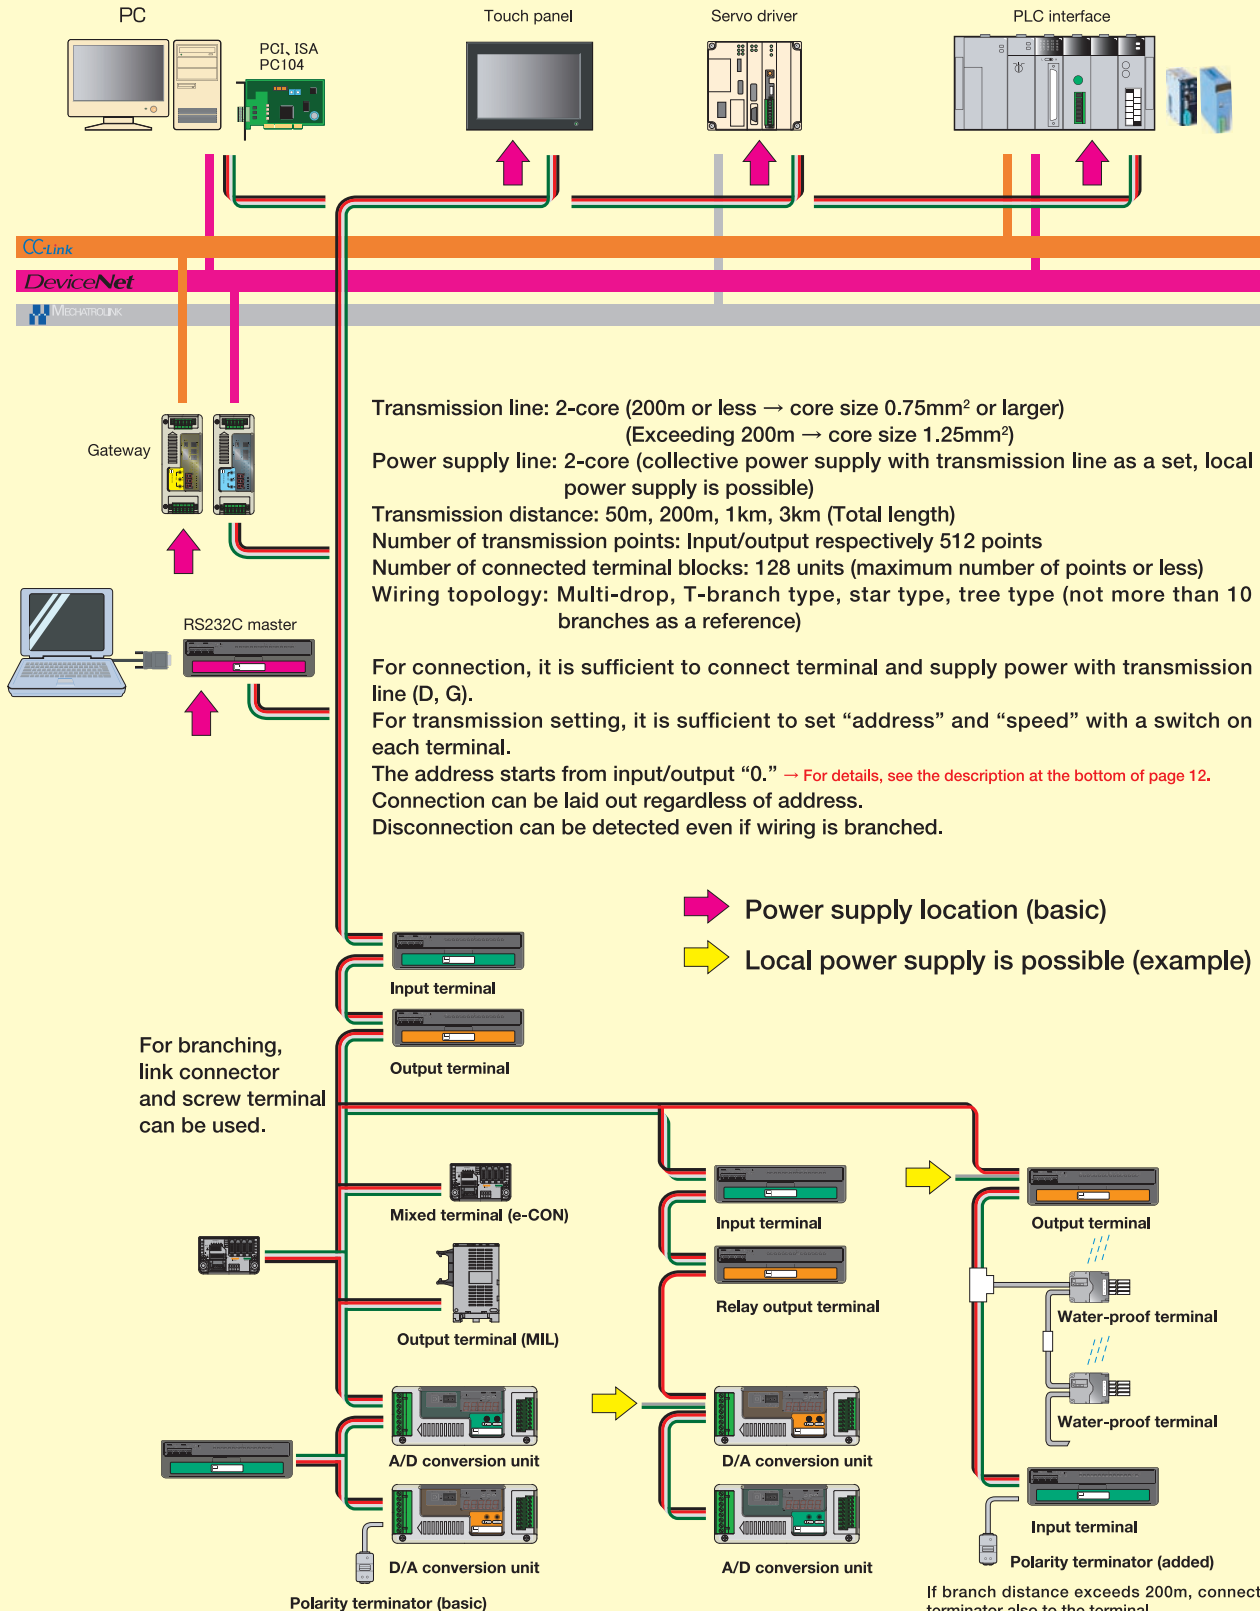 PC
Touch panel
Servo driver
PLC interface
PCI、ISA
PC104
CC-Link
DeviceNet
MECHATROLINK
Gateway
Transmission line: 2-core (200m or less → core size 0.75mm² or larger)
(Exceeding 200m → core size 1.25mm²)
Power supply line: 2-core (collective power supply with transmission line as a set, local
power supply is possible)
Transmission distance: 50m, 200m, 1km, 3km (Total length)
Number of transmission points: Input/output respectively 512 points
Number of connected terminal blocks: 128 units (maximum number of points or less)
Wiring topology: Multi-drop, T-branch type, star type, tree type (not more than 10
branches as a reference)
RS232C master
For connection, it is sufficient to connect terminal and supply power with transmission
line (D, G).
For transmission setting, it is sufficient to set “address” and “speed” with a switch on
each terminal.
The address starts from input/output “0.” → For details, see the description at the bottom of page 12.
Connection can be laid out regardless of address.
Disconnection can be detected even if wiring is branched.
Power supply location (basic)
Local power supply is possible (example)
Input terminal
Output terminal
For branching,
link connector
and screw terminal
can be used.
Mixed terminal (e-CON)
Input terminal
Output terminal
Relay output terminal
Water-proof terminal
Output terminal (MIL)
Water-proof terminal
A/D conversion unit
D/A conversion unit
Input terminal
D/A conversion unit
A/D conversion unit
Polarity terminator (added)
Polarity terminator (basic)
If branch distance exceeds 200m, connect
terminator also to the terminal